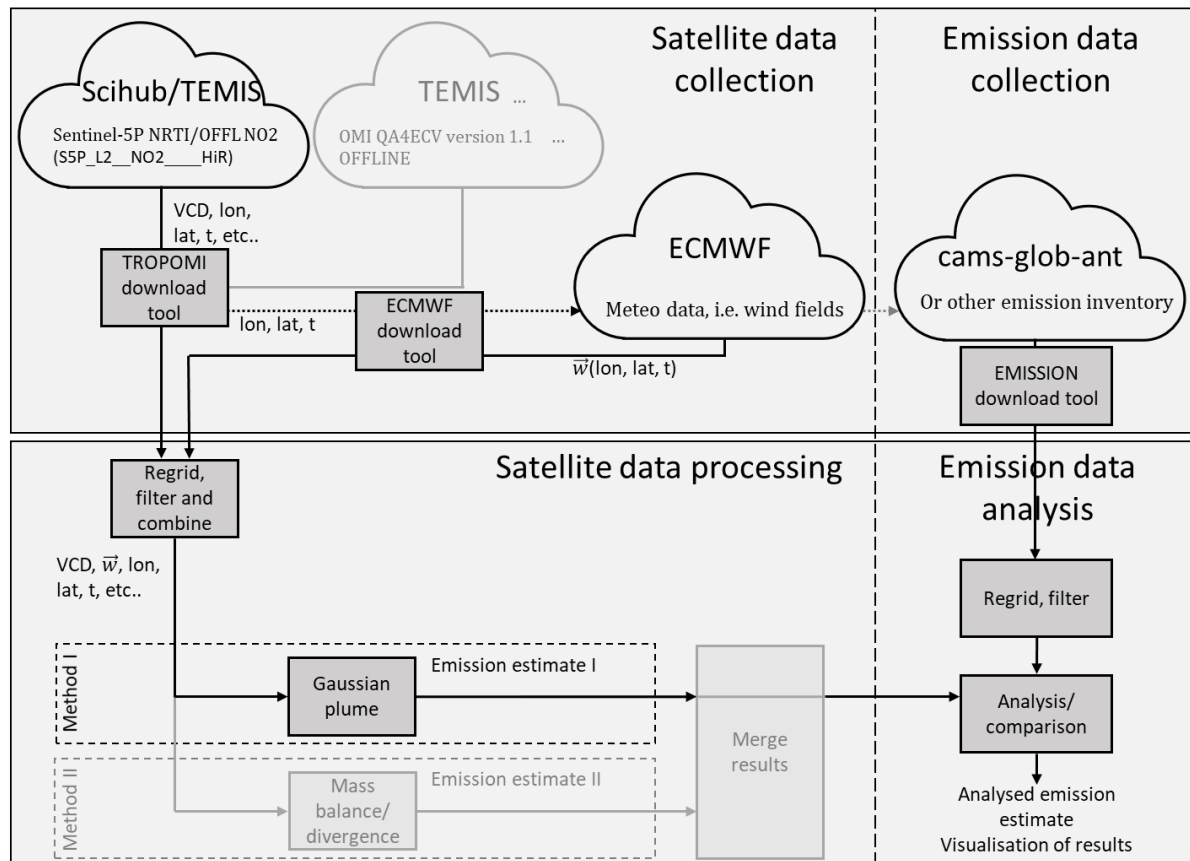 Satellite data
collection
Emission data
collection
Scihub/TEMIS
Sentinel-5P NRTI/OFFL NO2
(S5P_L2__NO2____HiR)
TEMIS ...
OMI QA4ECV version 1.1 ...
OFFLINE
VCD, lon,
lat, t, etc..
TROPOMI
download
tool
lon, lat, t
ECMWF
download
tool
ECMWF
Meteo data, i.e. wind fields
w⃗(lon, lat, t)
cams-glob-ant
Or other emission inventory
EMISSION
download tool
Satellite data processing
Emission data
analysis
Regrid,
filter and
combine
VCD, w⃗, lon,
lat, t, etc..
Method I
Gaussian
plume
Emission estimate I
Method II
Mass
balance/
divergence
Emission estimate II
Merge
results
Regrid, filter
Analysis/
comparison
Analysed emission
estimate
Visualisation of results